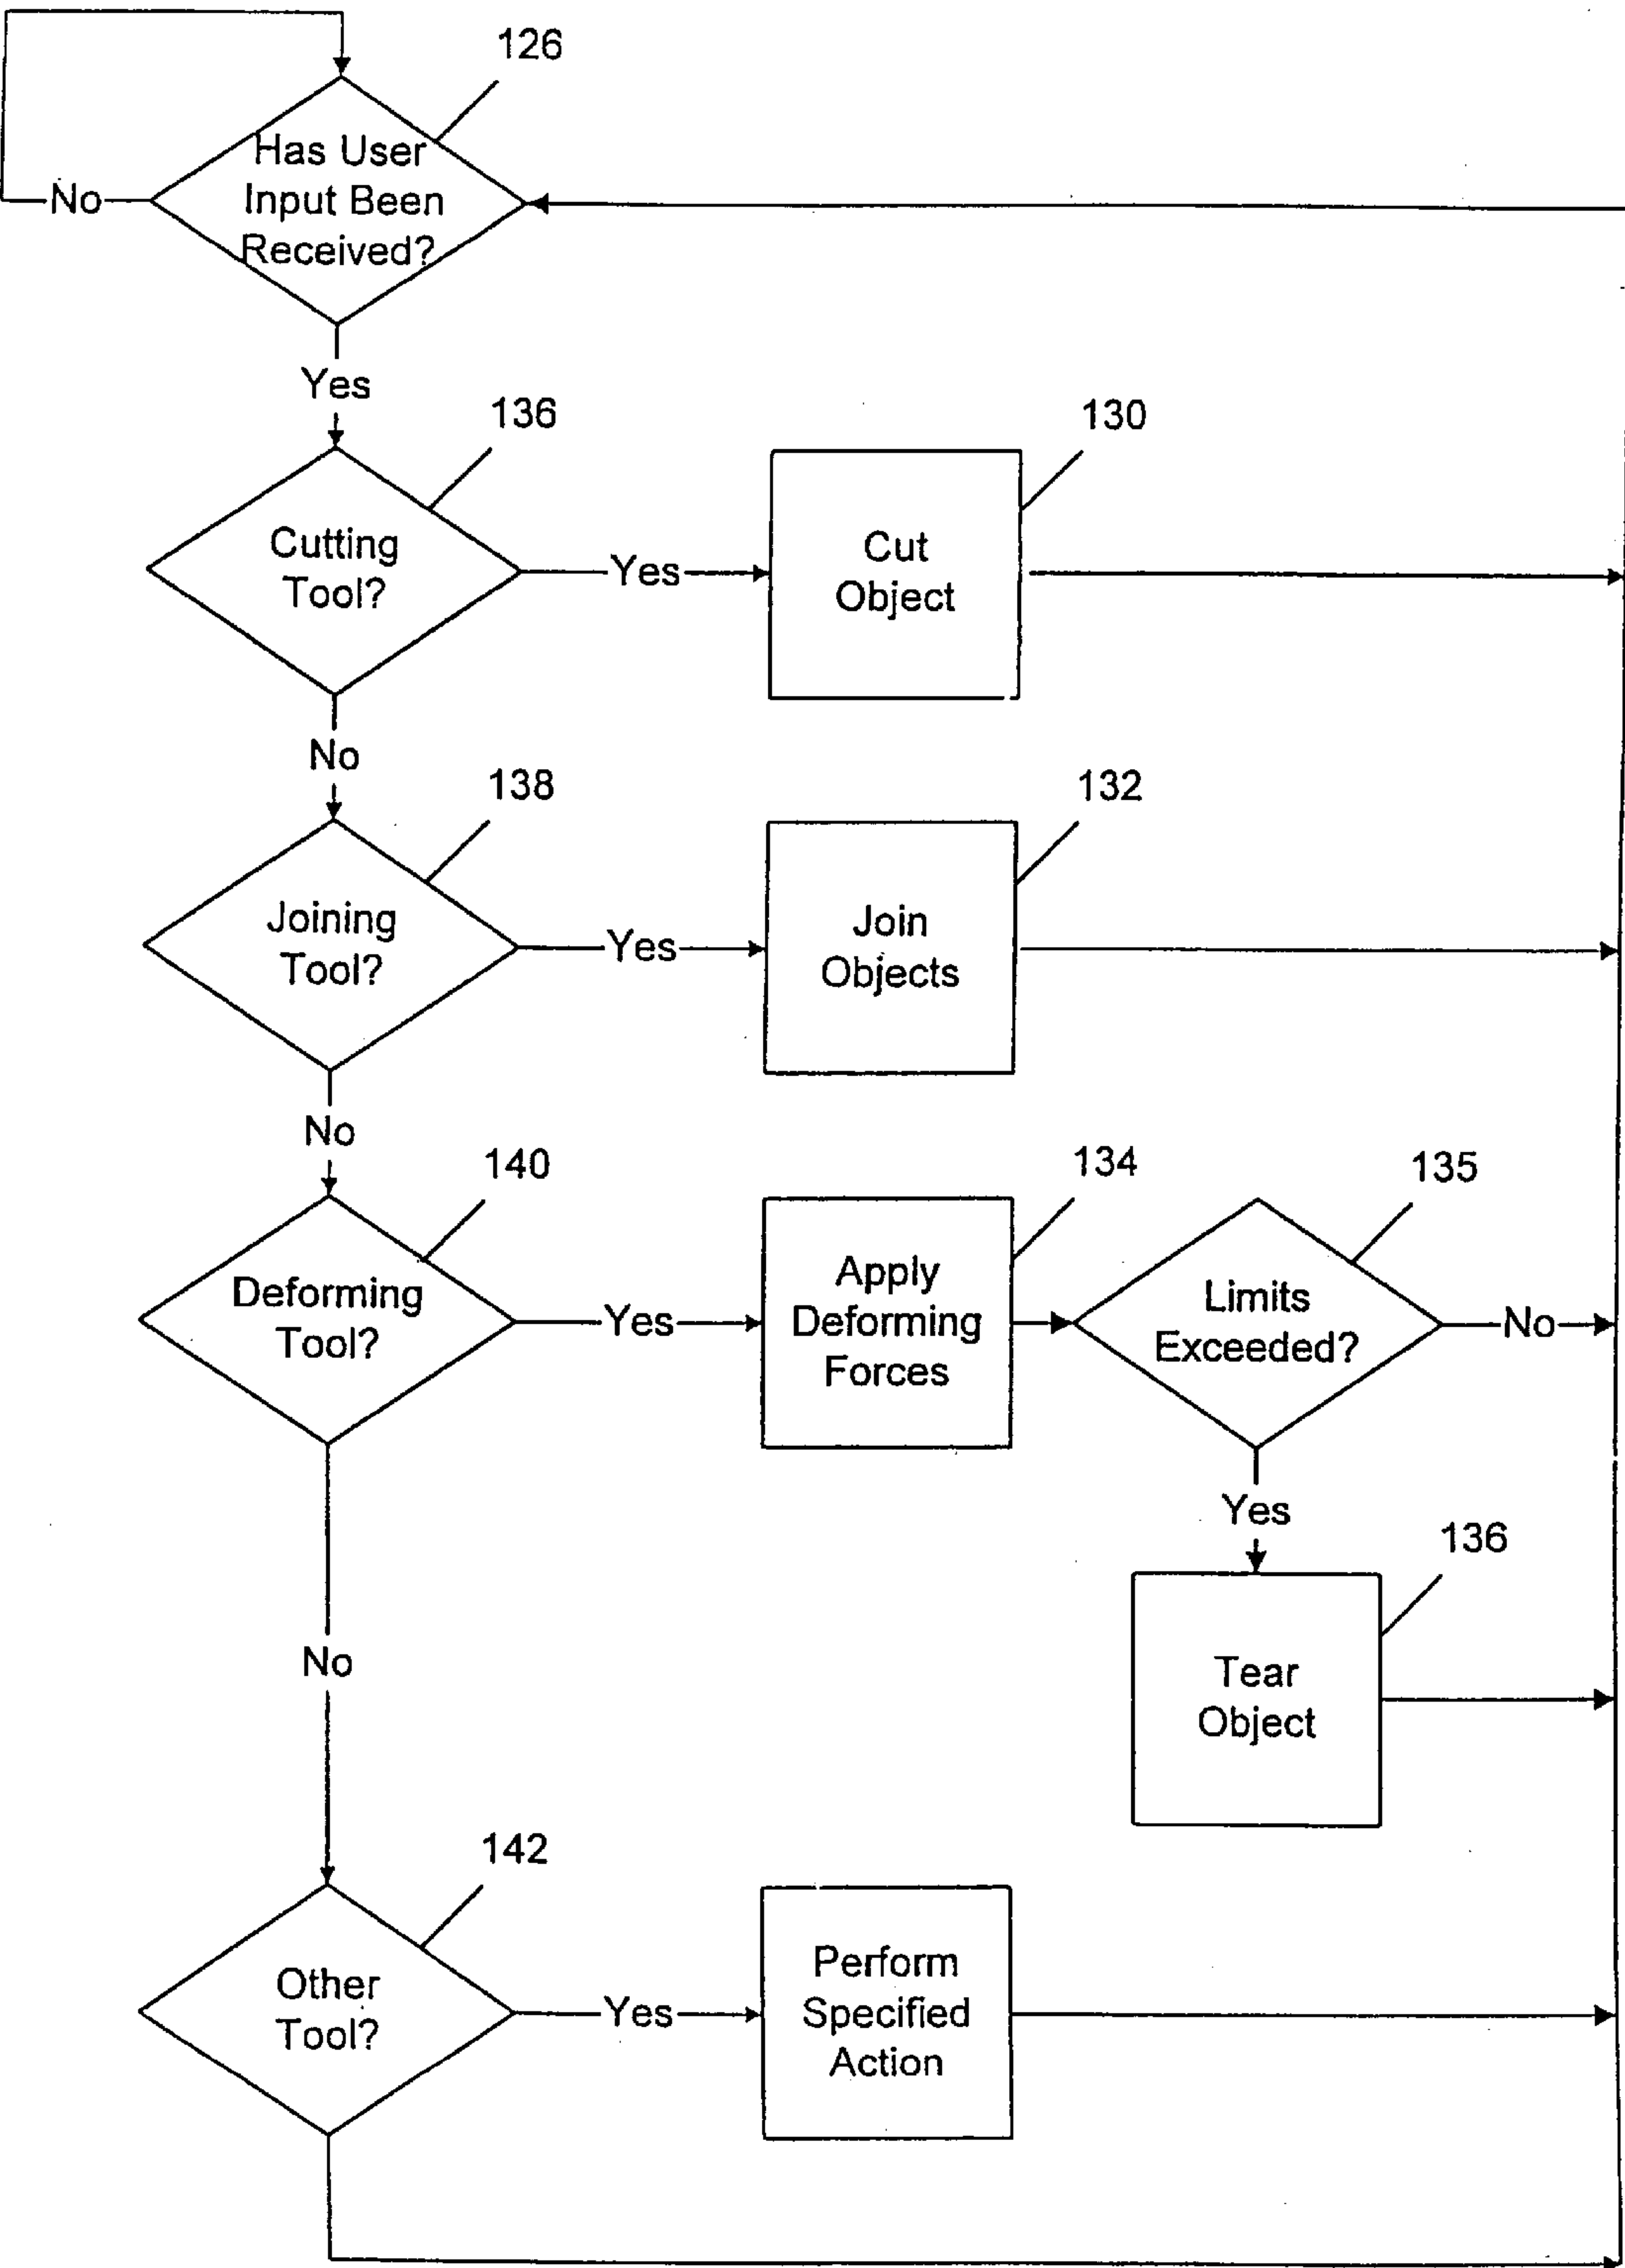 126
Has User
Input Been
Received?
No
Yes
136
Cutting
Tool?
Yes
130
Cut
Object
No
138
Joining
Tool?
Yes
132
Join
Objects
No
140
Deforming
Tool?
Yes
134
Apply
Deforming
Forces
135
Limits
Exceeded?
No
Yes
136
Tear
Object
No
142
Other
Tool?
Yes
Perform
Specified
Action